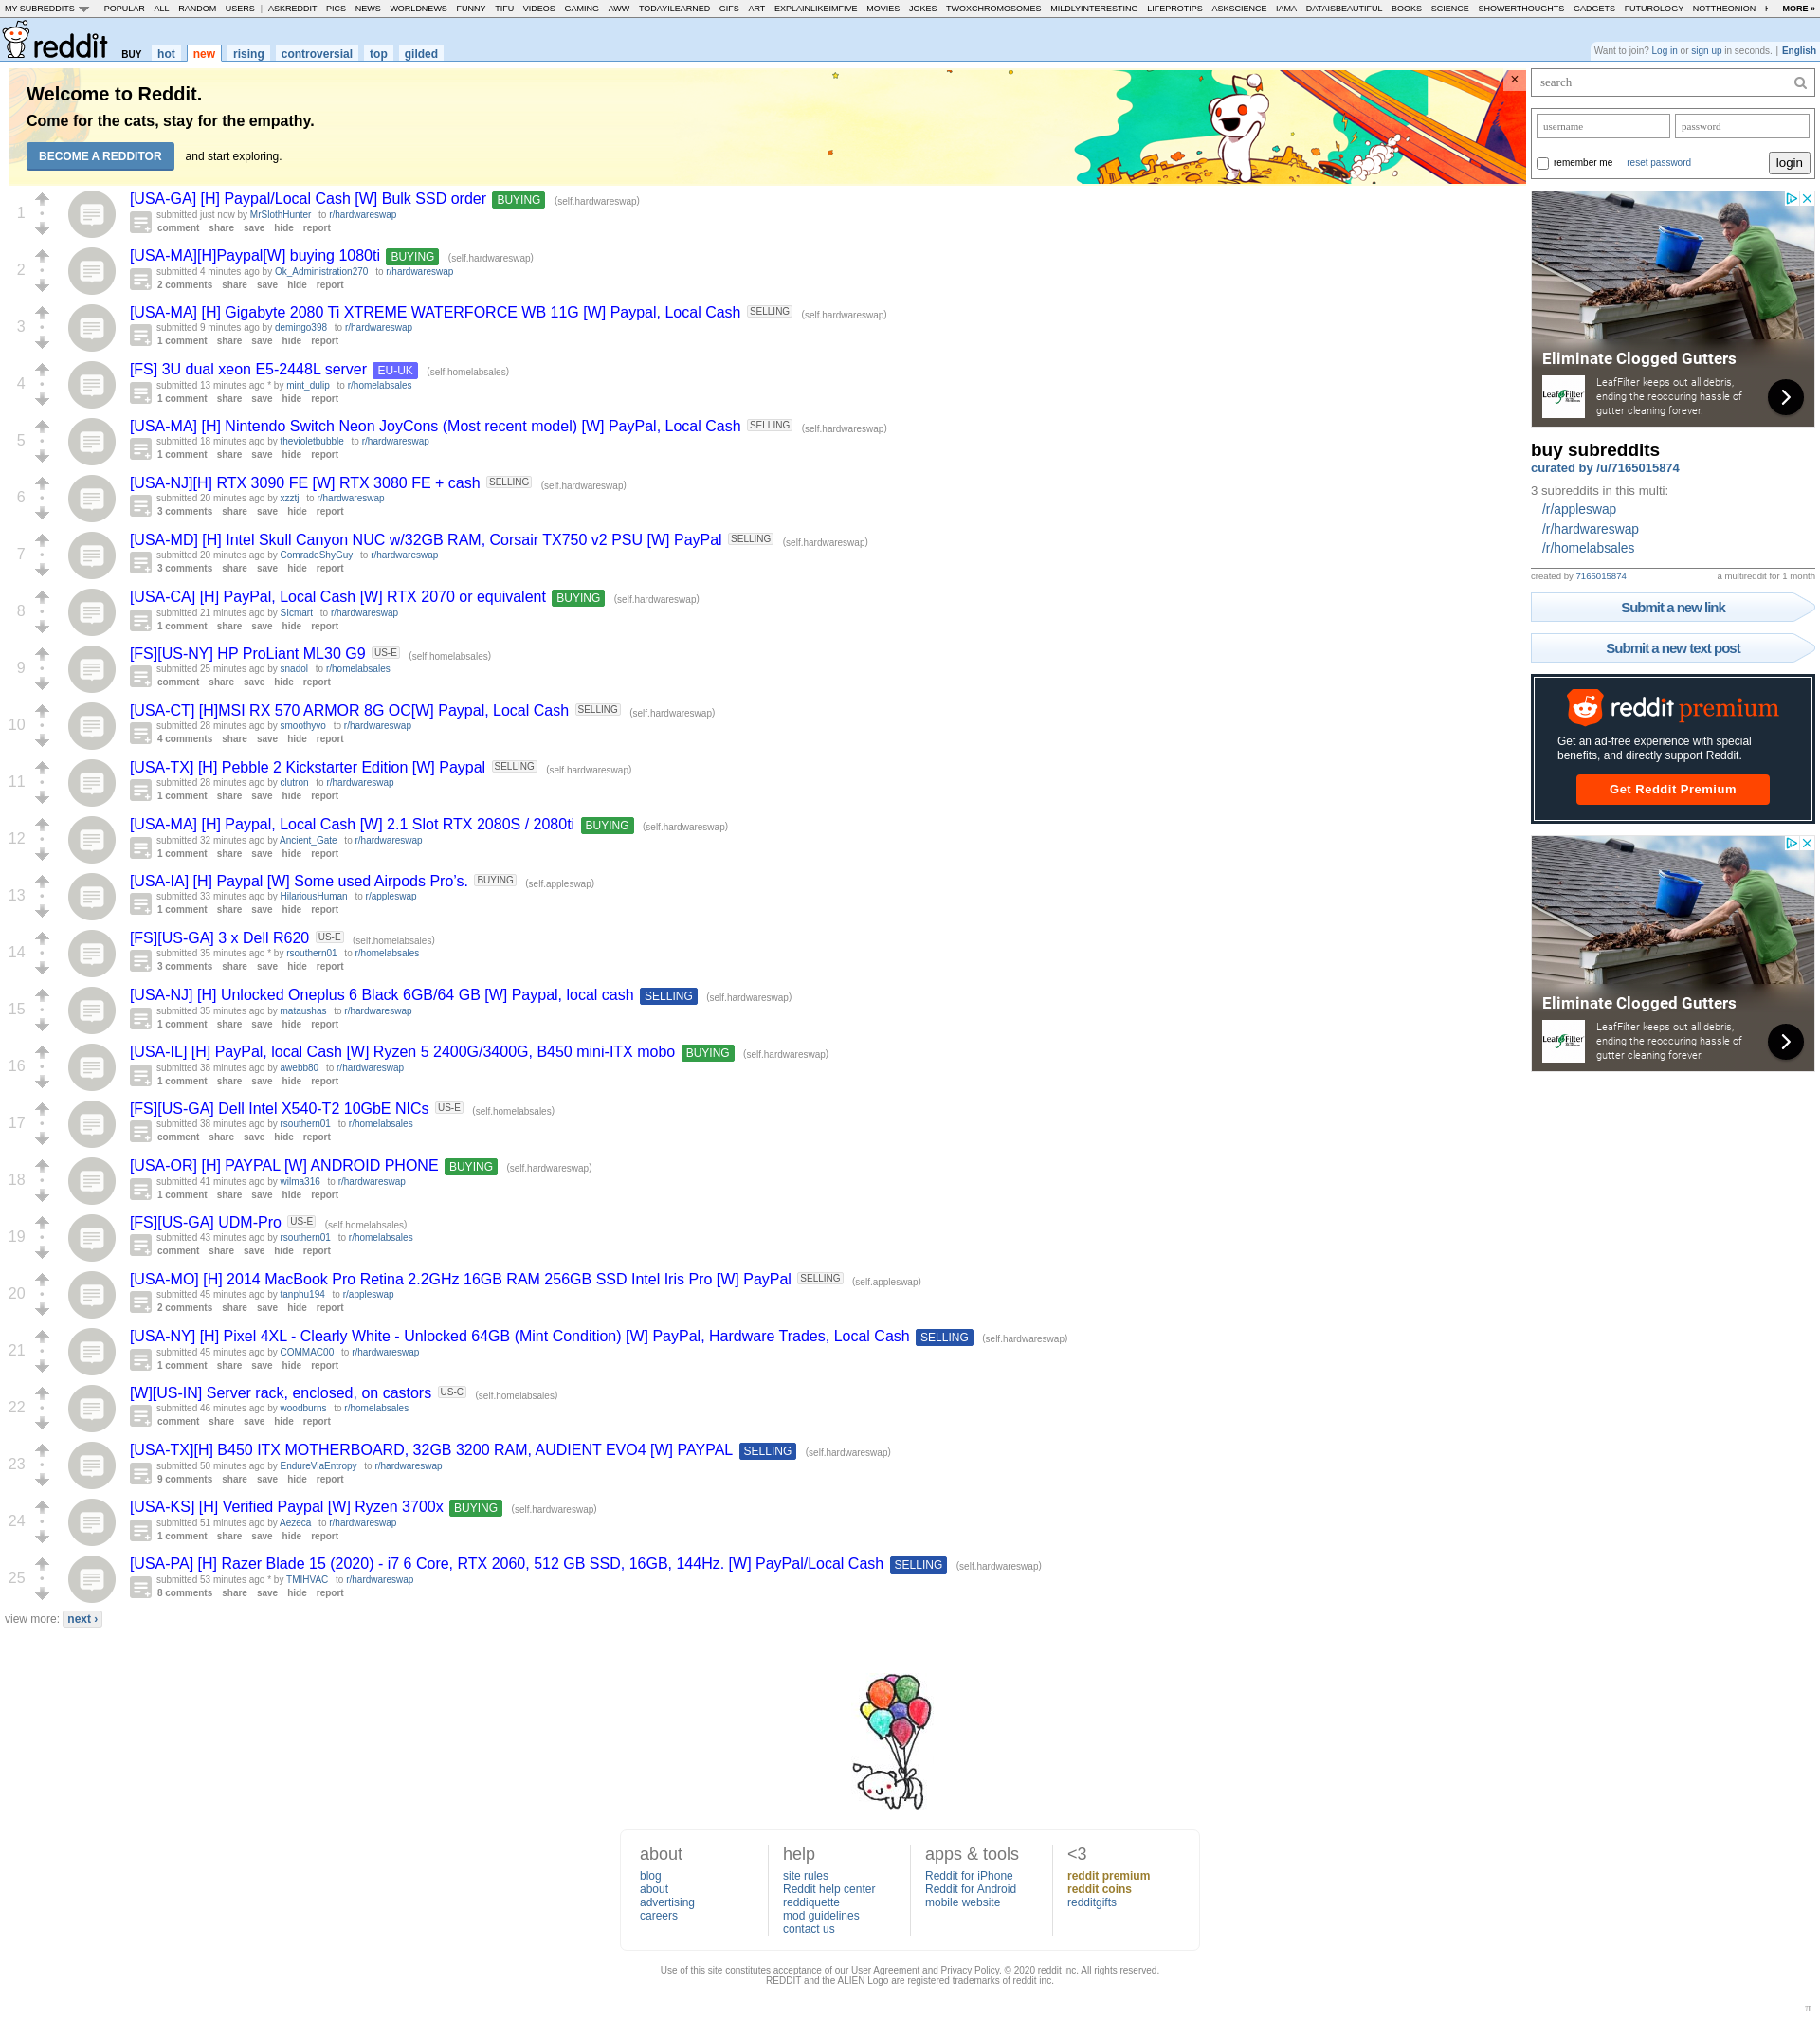 MY SUBREDDITS POPULAR - ALL - RANDOM - USERS | ASKREDDIT - PICS - NEWS - WORLDNEWS - FUNNY - TIFU - VIDEOS - GAMING - AWW - TODAYILEARNED - GIFS - ART - EXPLAINLIKEIMFIVE - MOVIES - JOKES - TWOXCHROMOSOMES - MILDLYINTERESTING - LIFEPROTIPS - ASKSCIENCE - IAMA - DATAISBEAUTIFUL - BOOKS - SCIENCE - SHOWERTHOUGHTS - GADGETS - FUTUROLOGY - NOTTHEONION - MORE »
reddit BUY hot new rising controversial top gilded
Want to join? Log in or sign up in seconds. | English
Welcome to Reddit.
Come for the cats, stay for the empathy.
BECOME A REDDITOR and start exploring.
×
1
[USA-GA] [H] Paypal/Local Cash [W] Bulk SSD order BUYING (self.hardwareswap)
submitted just now by MrSlothHunter to r/hardwareswap
comment share save hide report
2
[USA-MA][H]Paypal[W] buying 1080ti BUYING (self.hardwareswap)
submitted 4 minutes ago by Ok_Administration270 to r/hardwareswap
2 comments share save hide report
3
[USA-MA] [H] Gigabyte 2080 Ti XTREME WATERFORCE WB 11G [W] Paypal, Local Cash SELLING (self.hardwareswap)
submitted 9 minutes ago by demingo398 to r/hardwareswap
1 comment share save hide report
4
[FS] 3U dual xeon E5-2448L server EU-UK (self.homelabsales)
submitted 13 minutes ago * by mint_dulip to r/homelabsales
1 comment share save hide report
5
[USA-MA] [H] Nintendo Switch Neon JoyCons (Most recent model) [W] PayPal, Local Cash SELLING (self.hardwareswap)
submitted 18 minutes ago by thevioletbubble to r/hardwareswap
1 comment share save hide report
6
[USA-NJ][H] RTX 3090 FE [W] RTX 3080 FE + cash SELLING (self.hardwareswap)
submitted 20 minutes ago by xzztj to r/hardwareswap
3 comments share save hide report
7
[USA-MD] [H] Intel Skull Canyon NUC w/32GB RAM, Corsair TX750 v2 PSU [W] PayPal SELLING (self.hardwareswap)
submitted 20 minutes ago by ComradeShyGuy to r/hardwareswap
3 comments share save hide report
8
[USA-CA] [H] PayPal, Local Cash [W] RTX 2070 or equivalent BUYING (self.hardwareswap)
submitted 21 minutes ago by SIcmart to r/hardwareswap
1 comment share save hide report
9
[FS][US-NY] HP ProLiant ML30 G9 US-E (self.homelabsales)
submitted 25 minutes ago by snadol to r/homelabsales
comment share save hide report
10
[USA-CT] [H]MSI RX 570 ARMOR 8G OC[W] Paypal, Local Cash SELLING (self.hardwareswap)
submitted 28 minutes ago by smoothyvo to r/hardwareswap
4 comments share save hide report
11
[USA-TX] [H] Pebble 2 Kickstarter Edition [W] Paypal SELLING (self.hardwareswap)
submitted 28 minutes ago by clutron to r/hardwareswap
1 comment share save hide report
12
[USA-MA] [H] Paypal, Local Cash [W] 2.1 Slot RTX 2080S / 2080ti BUYING (self.hardwareswap)
submitted 32 minutes ago by Ancient_Gate to r/hardwareswap
1 comment share save hide report
13
[USA-IA] [H] Paypal [W] Some used Airpods Pro’s. BUYING (self.appleswap)
submitted 33 minutes ago by HilariousHuman to r/appleswap
1 comment share save hide report
14
[FS][US-GA] 3 x Dell R620 US-E (self.homelabsales)
submitted 35 minutes ago * by rsouthern01 to r/homelabsales
3 comments share save hide report
15
[USA-NJ] [H] Unlocked Oneplus 6 Black 6GB/64 GB [W] Paypal, local cash SELLING (self.hardwareswap)
submitted 35 minutes ago by mataushas to r/hardwareswap
1 comment share save hide report
16
[USA-IL] [H] PayPal, local Cash [W] Ryzen 5 2400G/3400G, B450 mini-ITX mobo BUYING (self.hardwareswap)
submitted 38 minutes ago by awebb80 to r/hardwareswap
1 comment share save hide report
17
[FS][US-GA] Dell Intel X540-T2 10GbE NICs US-E (self.homelabsales)
submitted 38 minutes ago by rsouthern01 to r/homelabsales
comment share save hide report
18
[USA-OR] [H] PAYPAL [W] ANDROID PHONE BUYING (self.hardwareswap)
submitted 41 minutes ago by wilma316 to r/hardwareswap
1 comment share save hide report
19
[FS][US-GA] UDM-Pro US-E (self.homelabsales)
submitted 43 minutes ago by rsouthern01 to r/homelabsales
comment share save hide report
20
[USA-MO] [H] 2014 MacBook Pro Retina 2.2GHz 16GB RAM 256GB SSD Intel Iris Pro [W] PayPal SELLING (self.appleswap)
submitted 45 minutes ago by tanphu194 to r/appleswap
2 comments share save hide report
21
[USA-NY] [H] Pixel 4XL - Clearly White - Unlocked 64GB (Mint Condition) [W] PayPal, Hardware Trades, Local Cash SELLING (self.hardwareswap)
submitted 45 minutes ago by COMMAC00 to r/hardwareswap
1 comment share save hide report
22
[W][US-IN] Server rack, enclosed, on castors US-C (self.homelabsales)
submitted 46 minutes ago by woodburns to r/homelabsales
comment share save hide report
23
[USA-TX][H] B450 ITX MOTHERBOARD, 32GB 3200 RAM, AUDIENT EVO4 [W] PAYPAL SELLING (self.hardwareswap)
submitted 50 minutes ago by EndureViaEntropy to r/hardwareswap
9 comments share save hide report
24
[USA-KS] [H] Verified Paypal [W] Ryzen 3700x BUYING (self.hardwareswap)
submitted 51 minutes ago by Aezeca to r/hardwareswap
1 comment share save hide report
25
[USA-PA] [H] Razer Blade 15 (2020) - i7 6 Core, RTX 2060, 512 GB SSD, 16GB, 144Hz. [W] PayPal/Local Cash SELLING (self.hardwareswap)
submitted 53 minutes ago * by TMIHVAC to r/hardwareswap
8 comments share save hide report
view more: next ›
search
username password
remember me reset password login
Eliminate Clogged Gutters
LeafFilter
LeafFilter keeps out all debris,
ending the reoccuring hassle of
gutter cleaning forever.
buy subreddits
curated by /u/7165015874
3 subreddits in this multi:
/r/appleswap
/r/hardwareswap
/r/homelabsales
created by 7165015874 a multireddit for 1 month
Submit a new link
Submit a new text post
reddit premium
Get an ad-free experience with special
benefits, and directly support Reddit.
Get Reddit Premium
Eliminate Clogged Gutters
LeafFilter
LeafFilter keeps out all debris,
ending the reoccuring hassle of
gutter cleaning forever.
about
blog
about
advertising
careers
help
site rules
Reddit help center
reddiquette
mod guidelines
contact us
apps & tools
Reddit for iPhone
Reddit for Android
mobile website
<3
reddit premium
reddit coins
redditgifts
Use of this site constitutes acceptance of our User Agreement and Privacy Policy. © 2020 reddit inc. All rights reserved.
REDDIT and the ALIEN Logo are registered trademarks of reddit inc.
π